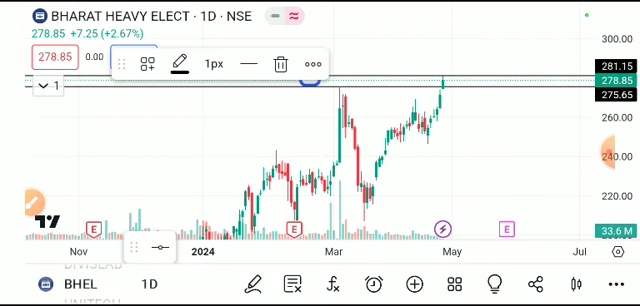 BHARAT HEAVY ELECT · 1D · NSE
278.85 +7.25 (+2.67%)
278.85 0.00
1px
1
300.00
281.15
278.85
275.65
260.00
240.00
220.00
33.6 M
E E E
Nov 2024 Mar May Jul
DIVISLAB
BHEL 1D
UNITECH